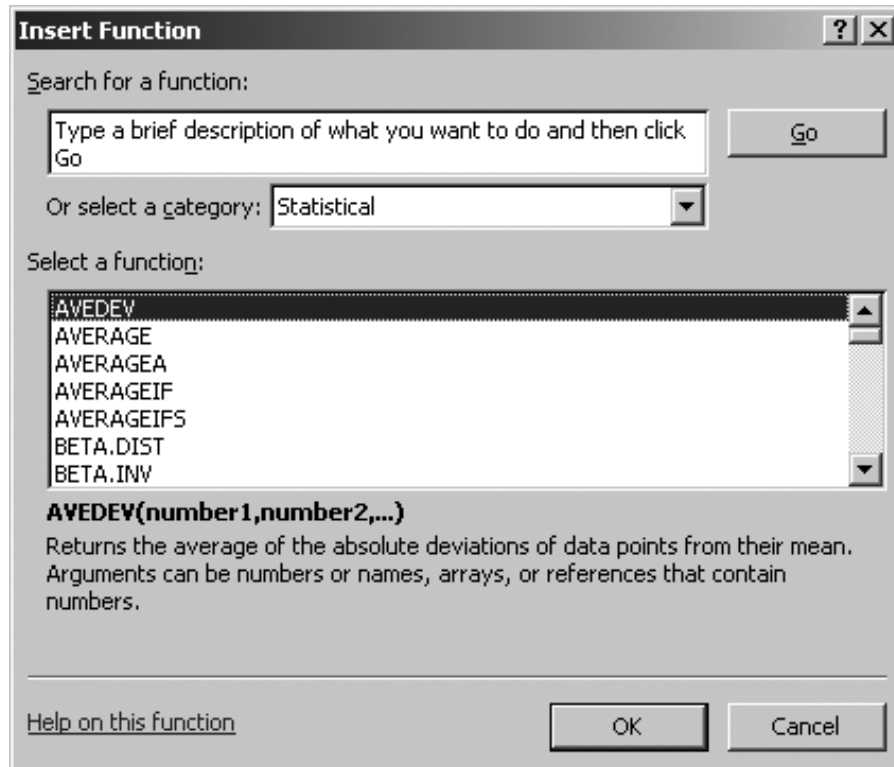 Insert Function
? X
Search for a function:
Type a brief description of what you want to do and then click
Go
Go
Or select a category: Statistical
Select a function:
AVEDEV
AVERAGE
AVERAGEA
AVERAGEIF
AVERAGEIFS
BETA.DIST
BETA.INV
AVEDEV(number1,number2,...)
Returns the average of the absolute deviations of data points from their mean.
Arguments can be numbers or names, arrays, or references that contain
numbers.
Help on this function
OK
Cancel